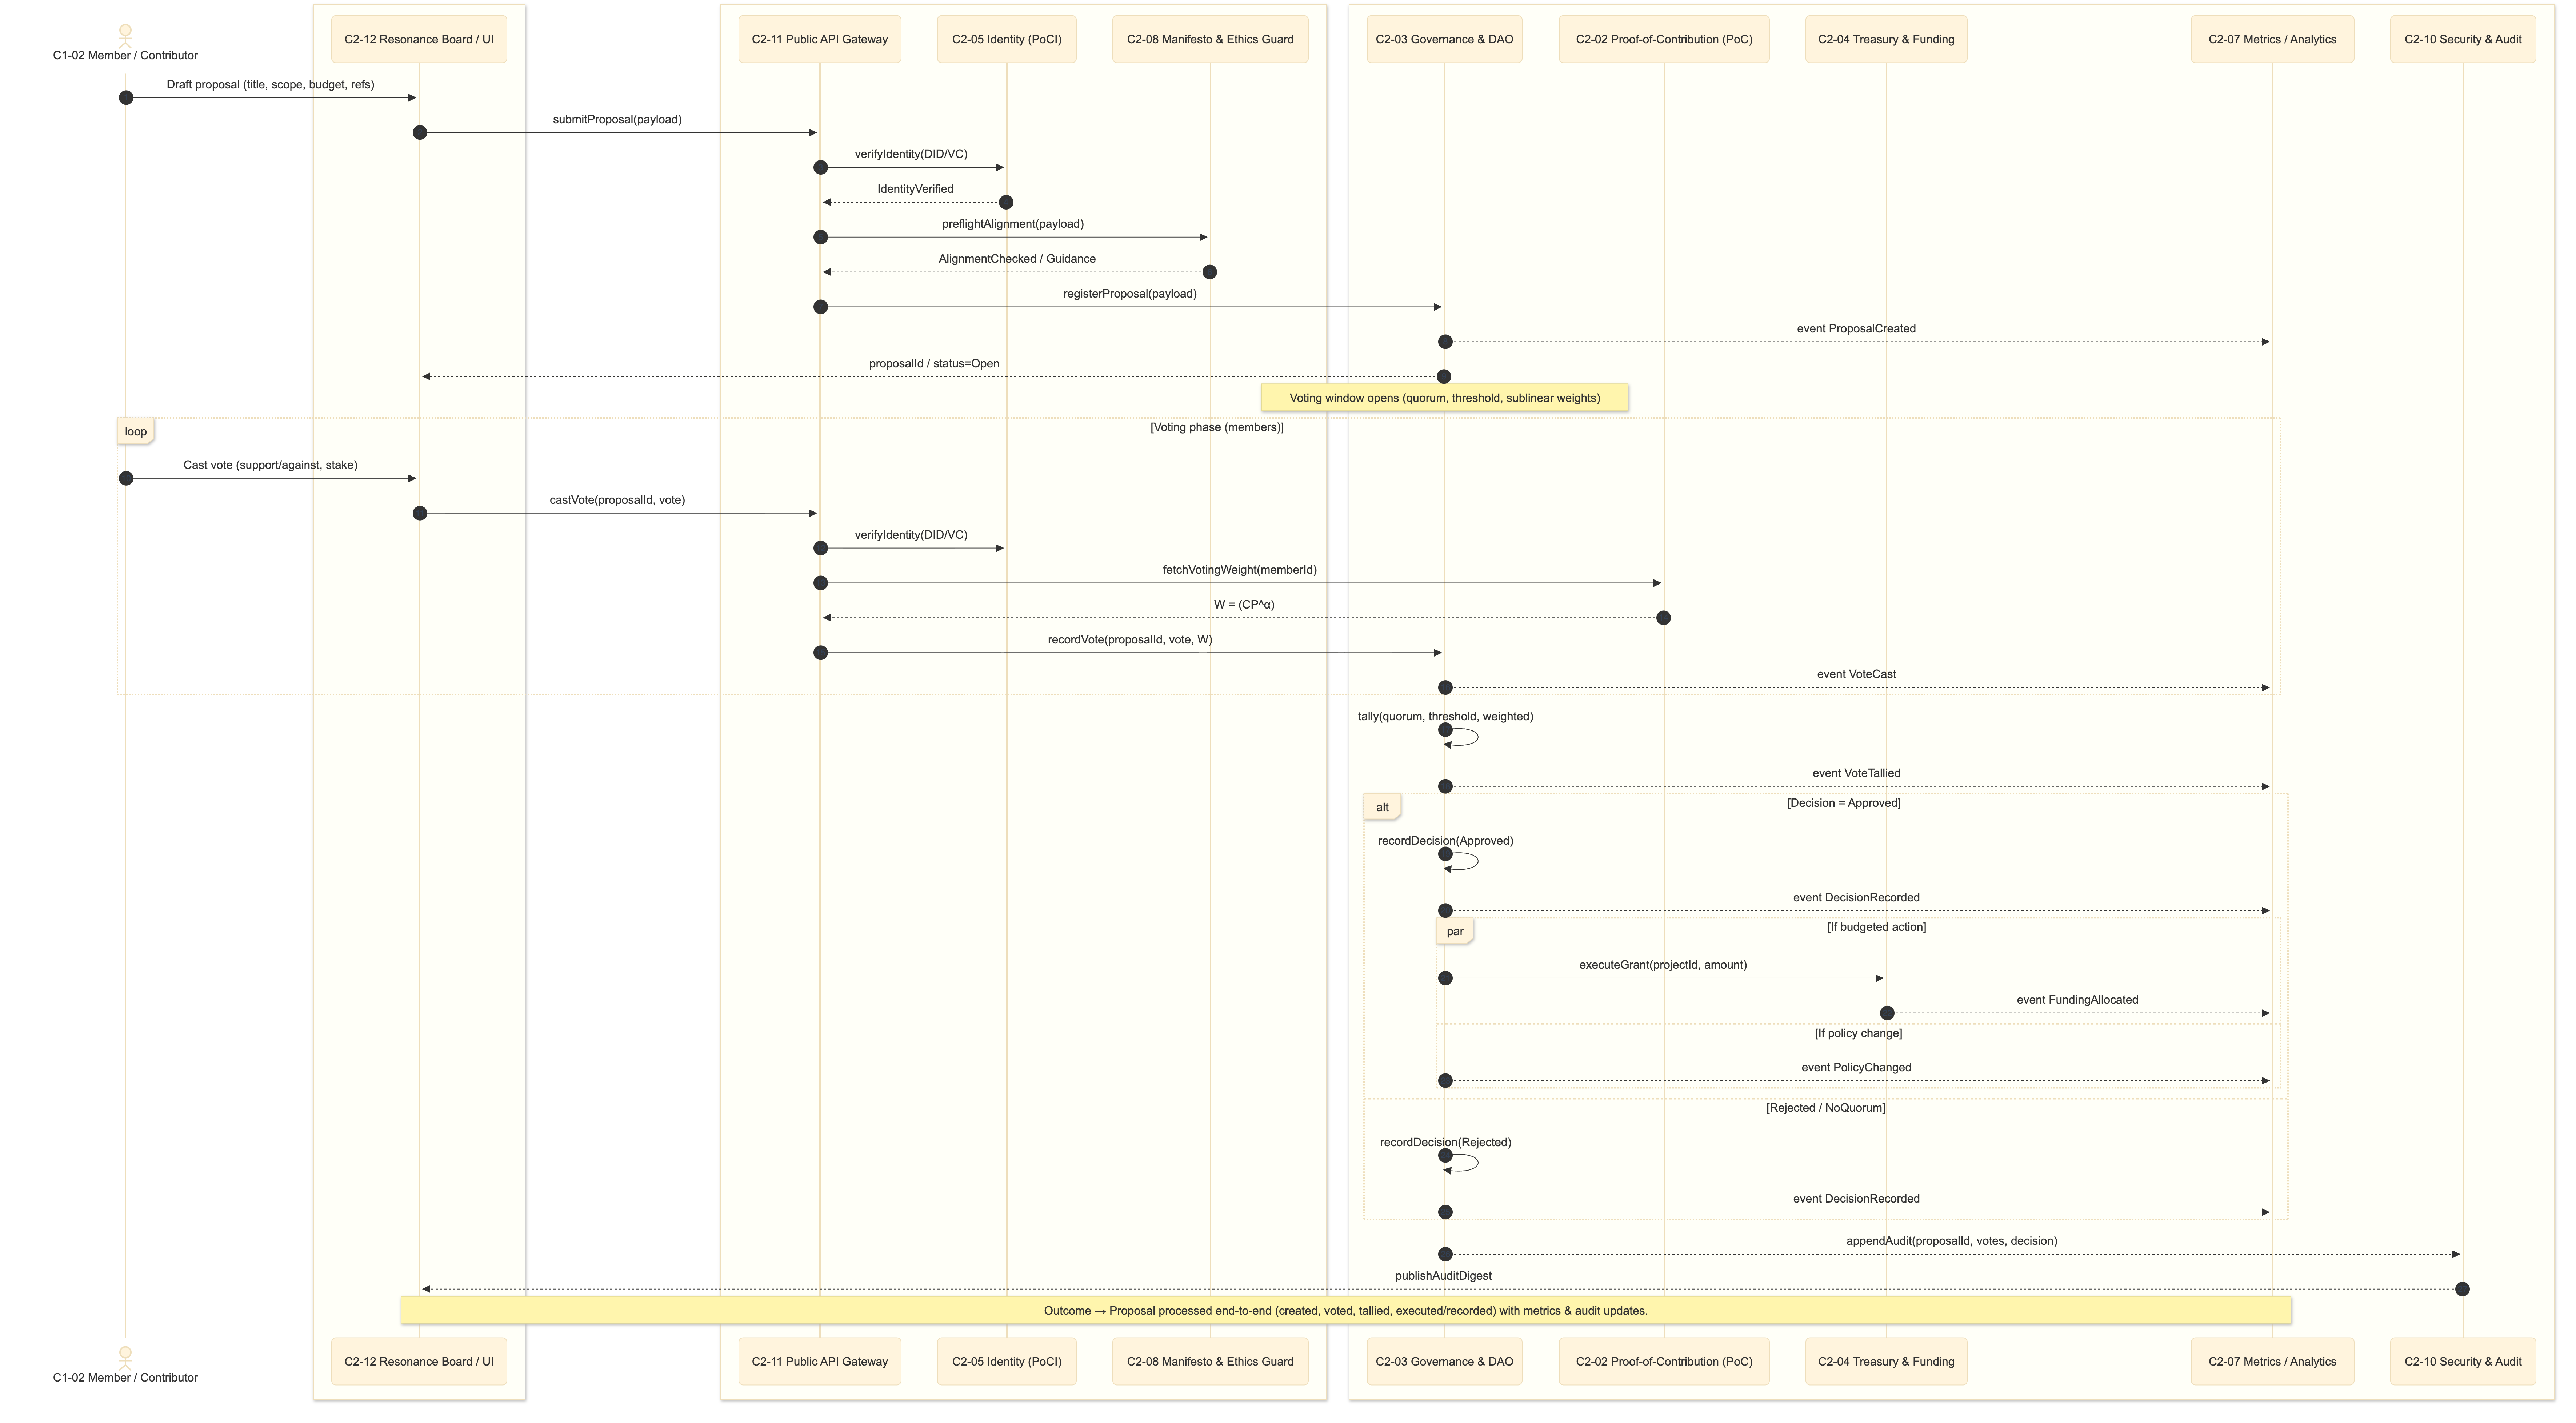 C1-02 Member / Contributor
C2-12 Resonance Board / UI
C2-11 Public API Gateway
C2-05 Identity (PoCI)
C2-08 Manifesto & Ethics Guard
C2-03 Governance & DAO
C2-02 Proof-of-Contribution (PoC)
C2-04 Treasury & Funding
C2-07 Metrics / Analytics
C2-10 Security & Audit
Draft proposal (title, scope, budget, refs)
submitProposal(payload)
verifyIdentity(DID/VC)
IdentityVerified
preflightAlignment(payload)
AlignmentChecked / Guidance
registerProposal(payload)
event ProposalCreated
proposalId / status=Open
Voting window opens (quorum, threshold, sublinear weights)
loop
[Voting phase (members)]
Cast vote (support/against, stake)
castVote(proposalId, vote)
verifyIdentity(DID/VC)
fetchVotingWeight(memberId)
W = (CP^α)
recordVote(proposalId, vote, W)
event VoteCast
tally(quorum, threshold, weighted)
event VoteTallied
alt
[Decision = Approved]
recordDecision(Approved)
event DecisionRecorded
par
[If budgeted action]
executeGrant(projectId, amount)
event FundingAllocated
[If policy change]
event PolicyChanged
[Rejected / NoQuorum]
recordDecision(Rejected)
event DecisionRecorded
appendAudit(proposalId, votes, decision)
publishAuditDigest
Outcome → Proposal processed end-to-end (created, voted, tallied, executed/recorded) with metrics & audit updates.
C1-02 Member / Contributor
C2-12 Resonance Board / UI
C2-11 Public API Gateway
C2-05 Identity (PoCI)
C2-08 Manifesto & Ethics Guard
C2-03 Governance & DAO
C2-02 Proof-of-Contribution (PoC)
C2-04 Treasury & Funding
C2-07 Metrics / Analytics
C2-10 Security & Audit